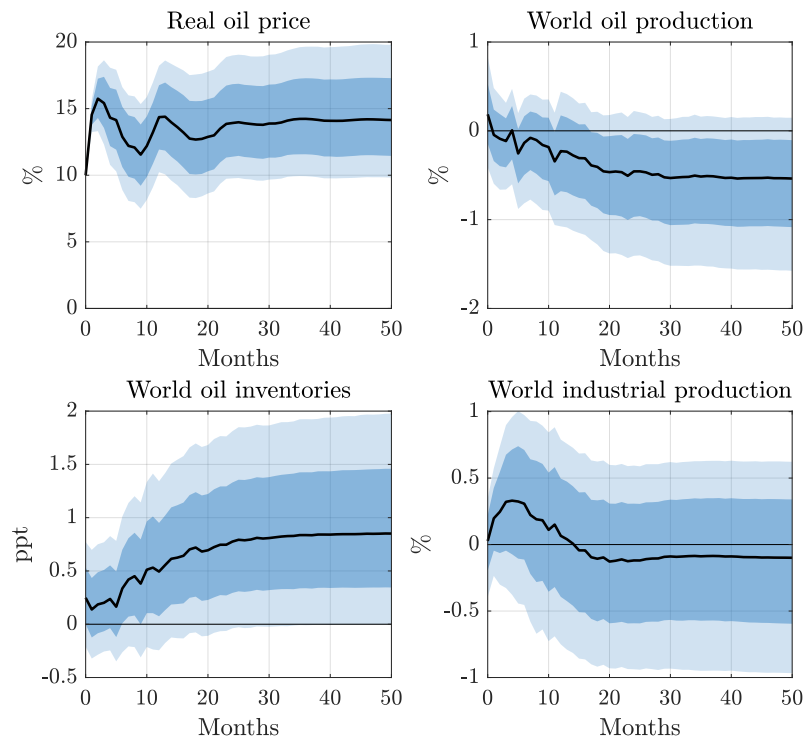 Real oil price
20
15
10
5
0
%
0 10 20 30 40 50
Months
World oil production
1
0
-1
-2
%
0 10 20 30 40 50
Months
World oil inventories
2
1.5
1
0.5
0
-0.5
ppt
0 10 20 30 40 50
Months
World industrial production
1
0.5
0
-0.5
-1
%
0 10 20 30 40 50
Months